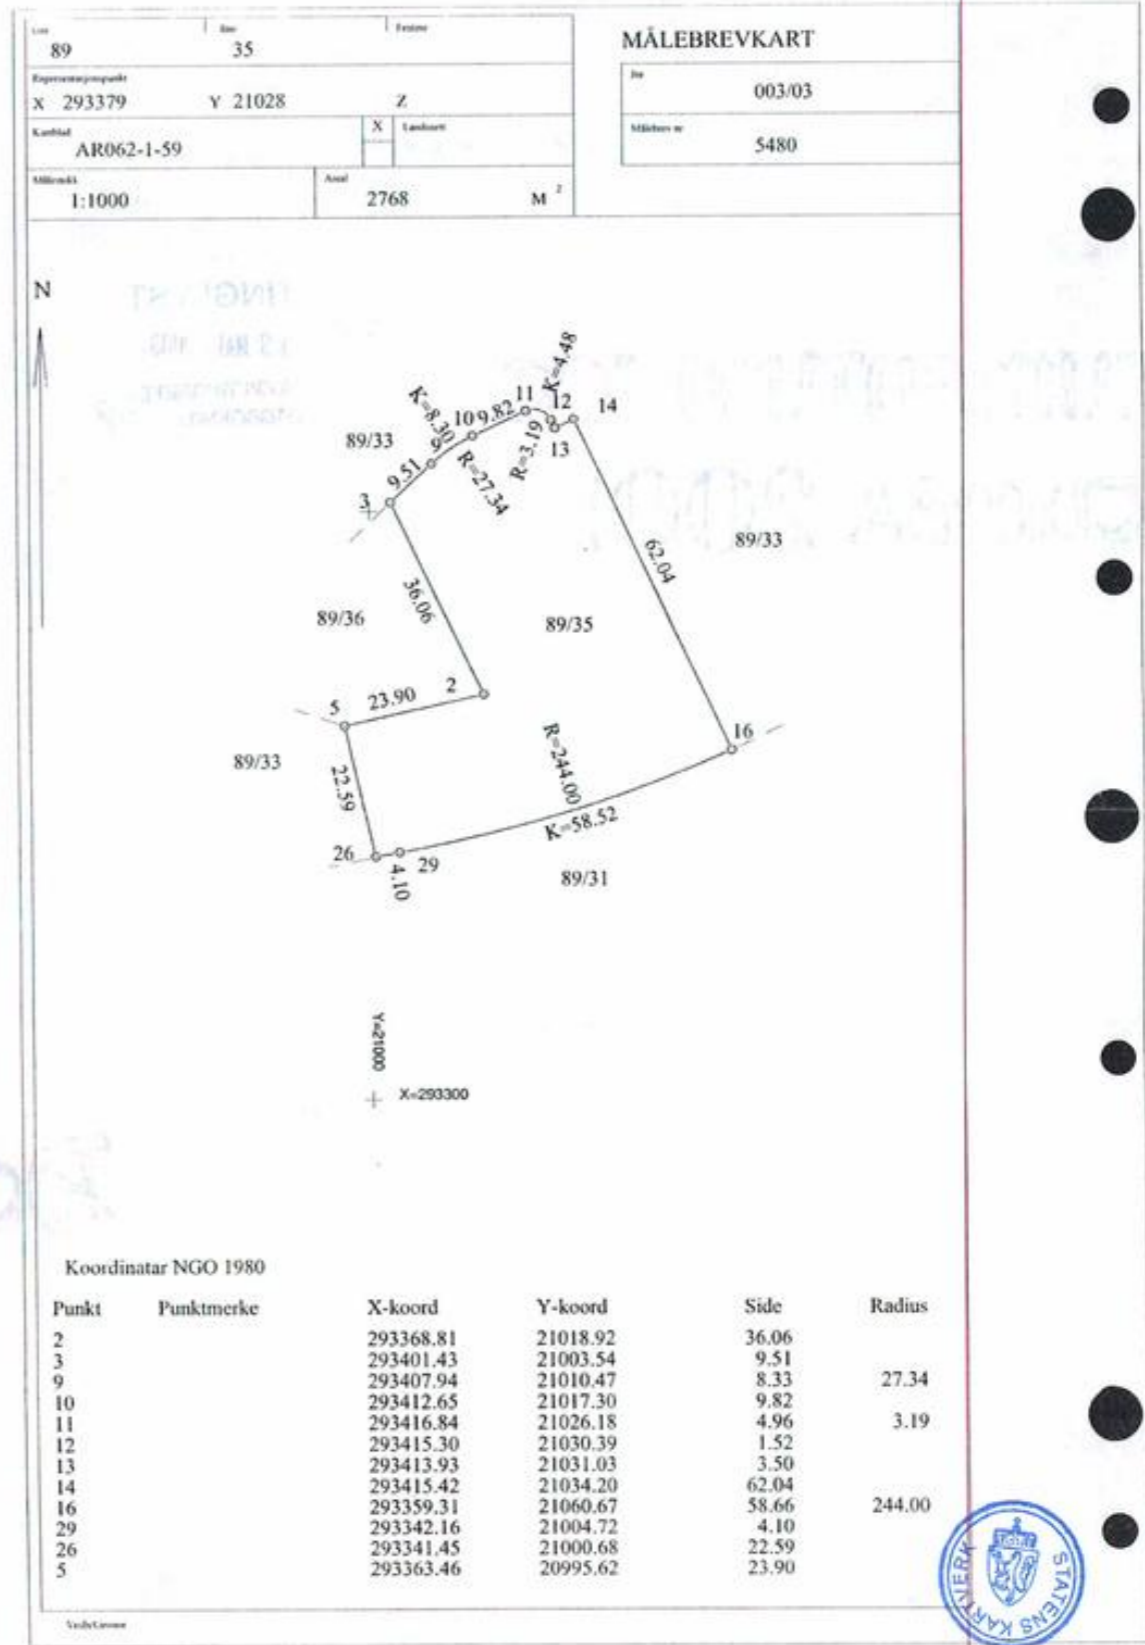 MÅLEBREVKART
89 35
Representasjonspunkt
X 293379 Y 21028 Z
003/03
Kartblad X
AR062-1-59
Målebrev nr
5480
Areal
1:1000 2768 M 2
N
K=4.48
11
12
14
K=8.30
10
9.82
13
R=3.19
89/33
9
R=27.34
9.51
3
89/33
62.04
36.06
89/36
89/35
2
23.90
5
16
89/33
22.59
R=244.00
K=58.52
26
29
4.10
89/31
Y=21000
X=293300
Koordinatar NGO 1980
Punkt Punktmerke X-koord Y-koord Side Radius
2 293368.81 21018.92 36.06
3 293401.43 21003.54 9.51
9 293407.94 21010.47 8.33 27.34
10 293412.65 21017.30 9.82
11 293416.84 21026.18 4.96 3.19
12 293415.30 21030.39 1.52
13 293413.93 21031.03 3.50
14 293415.42 21034.20 62.04
16 293359.31 21060.67 58.66 244.00
29 293342.16 21004.72 4.10
26 293341.45 21000.68 22.59
5 293363.46 20995.62 23.90
STATENS KARTVERK